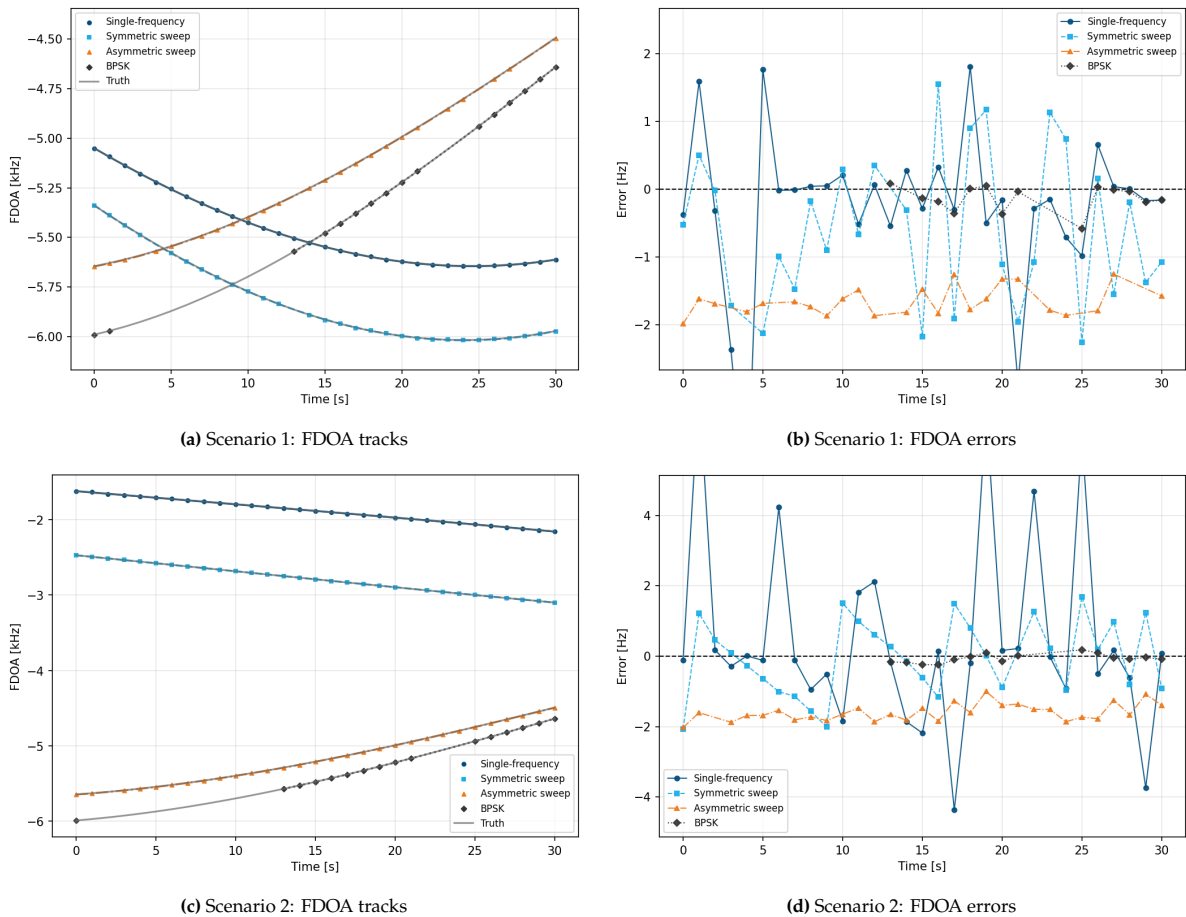 FDOA [kHz]
−4.50
−4.75
−5.00
−5.25
−5.50
−5.75
−6.00
Single-frequency
Symmetric sweep
Asymmetric sweep
BPSK
Truth
0 5 10 15 20 25 30
Time [s]
(a) Scenario 1: FDOA tracks
Error [Hz]
2
1
0
−1
−2
Single-frequency
Symmetric sweep
Asymmetric sweep
BPSK
0 5 10 15 20 25 30
Time [s]
(b) Scenario 1: FDOA errors
FDOA [kHz]
−2
−3
−4
−5
−6
Single-frequency
Symmetric sweep
Asymmetric sweep
BPSK
Truth
0 5 10 15 20 25 30
Time [s]
(c) Scenario 2: FDOA tracks
Error [Hz]
4
2
0
−2
−4
Single-frequency
Symmetric sweep
Asymmetric sweep
BPSK
0 5 10 15 20 25 30
Time [s]
(d) Scenario 2: FDOA errors